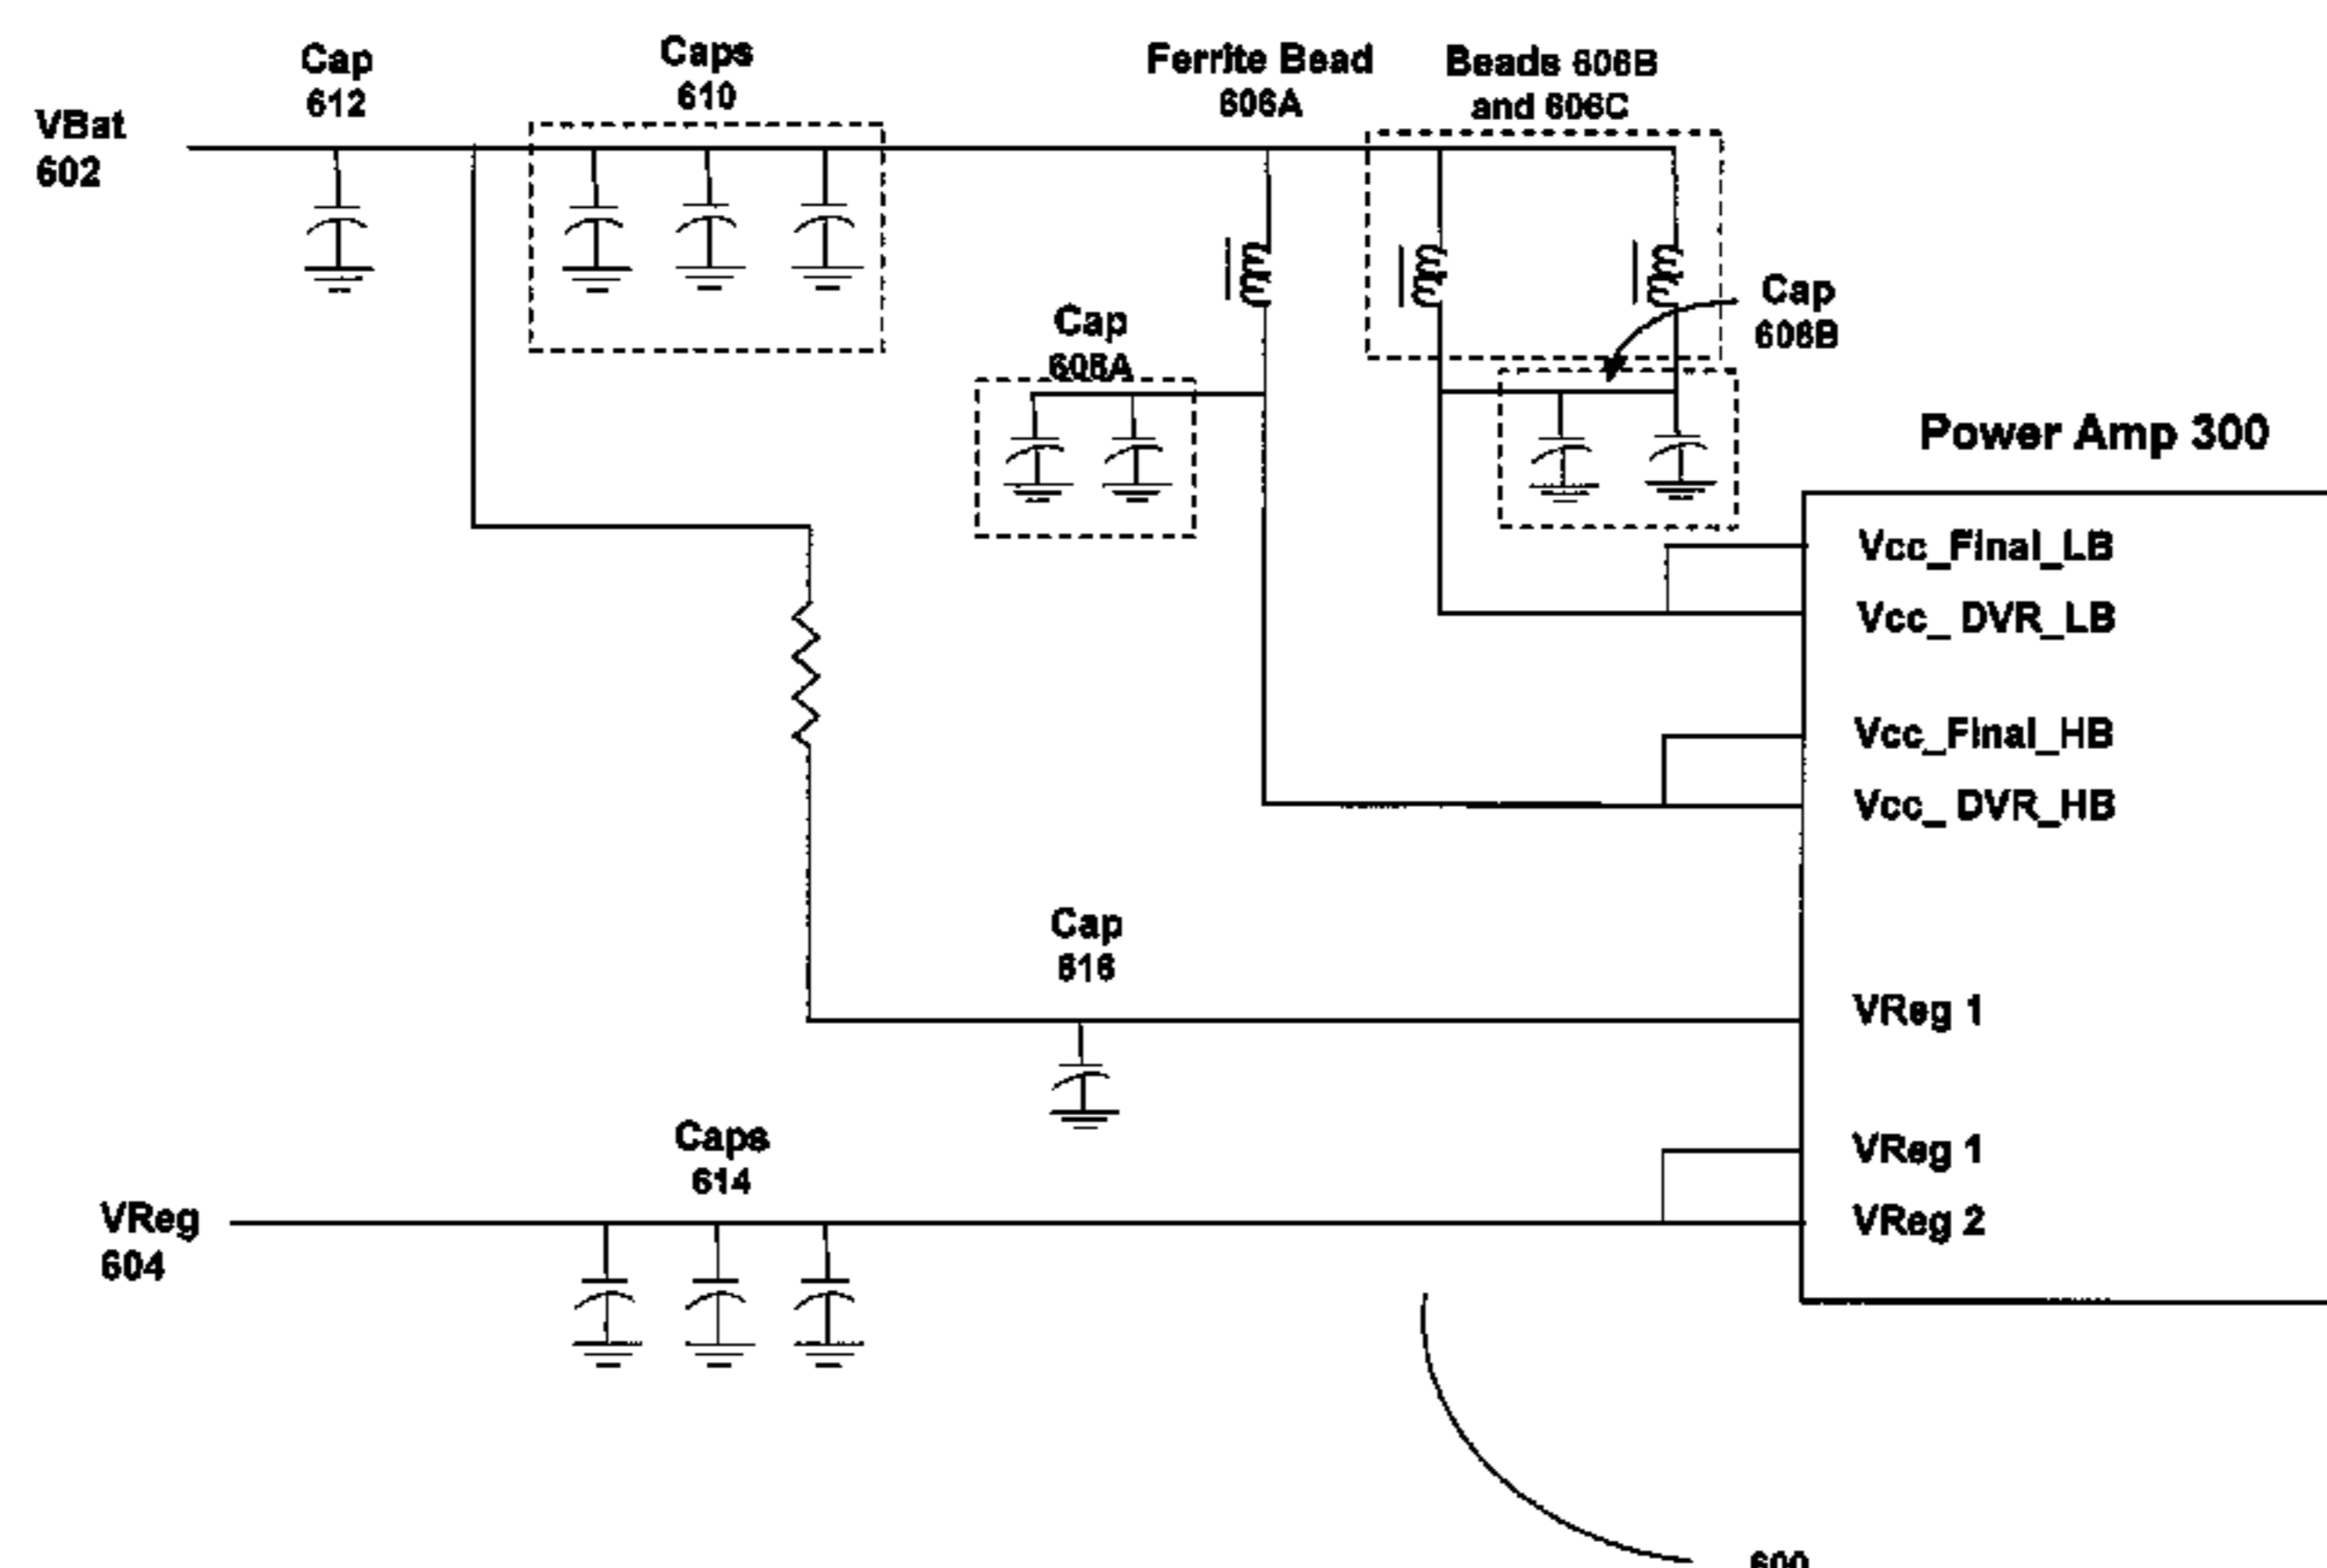 Cap
612
Caps
610
Ferrite Bead
606A
Beads 606B
and 606C
VBat
602
Cap
608A
Cap
608B
Power Amp 300
Vcc_Final_LB
Vcc_ DVR_LB
Vcc_Final_HB
Vcc_ DVR_HB
Cap
616
VReg 1
Caps
614
VReg 1
VReg
604
VReg 2
600